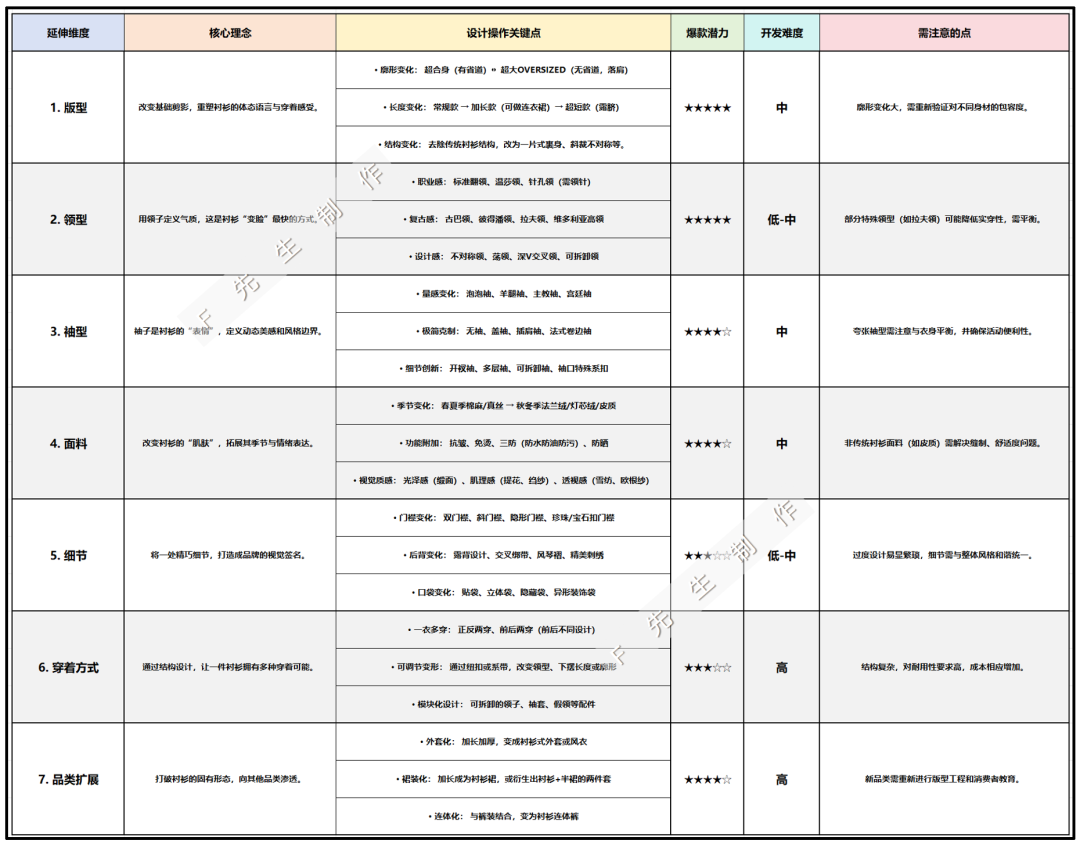 延伸维度 核心理念 设计操作关键点 爆款潜力 开发难度 需注意的点
1. 版型 改变基础剪影，重塑衬衫的体态语言与穿着感受。
• 廓形变化： 超合身（有省道）↔ 超大OVERSIZED（无省道，落肩）
• 长度变化： 常规款 → 加长款（可做连衣裙）→ 超短款（露脐）
• 结构变化： 去除传统衬衫结构，改为一片式裹身、斜裁不对称等。
★★★★★ 中 廓形变化大，需重新验证对不同身材的包容度。
2. 领型 用领子定义气质，这是衬衫“变脸”最快的方式。
• 职业感： 标准翻领、温莎领、针孔领（需领针）
• 复古感： 古巴领、彼得潘领、拉夫领、维多利亚高领
• 设计感： 不对称领、荡领、深V交叉领、可拆卸领
★★★★★ 低-中 部分特殊领型（如拉夫领）可能降低实穿性，需平衡。
3. 袖型 袖子是衬衫的“表情”，定义动态美感和风格边界。
• 量感变化： 泡泡袖、羊腿袖、主教袖、宫廷袖
• 极简克制： 无袖、盖袖、插肩袖、法式卷边袖
• 细节创新： 开衩袖、多层袖、可拆卸袖、袖口特殊系扣
★★★★☆ 中 夸张袖型需注意与衣身平衡，并确保活动便利性。
4. 面料 改变衬衫的“肌肤”，拓展其季节与情绪表达。
• 季节变化： 春夏季棉麻/真丝 → 秋冬季法兰绒/灯芯绒/皮质
• 功能附加： 抗皱、免烫、三防（防水防油防污）、防晒
• 视觉质感： 光泽感（缎面）、肌理感（提花、绉纱）、透视感（雪纺、欧根纱）
★★★★☆ 中 非传统衬衫面料（如皮质）需解决缝制、舒适度问题。
5. 细节 将一处精巧细节，打造成品牌的视觉签名。
• 门襟变化： 双门襟、斜门襟、隐形门襟、珍珠/宝石扣门襟
• 后背变化： 露背设计、交叉绑带、风琴褶、精美刺绣
• 口袋变化： 贴袋、立体袋、隐藏袋、异形装饰袋
★★★☆☆ 低-中 过度设计易显繁琐，细节需与整体风格和谐统一。
6. 穿着方式 通过结构设计，让一件衬衫拥有多种穿着可能。
• 一衣多穿： 正反两穿、前后两穿（前后不同设计）
• 可调节变形： 通过纽扣或系带，改变领型、下摆长度或廓形
• 模块化设计： 可拆卸的领子、袖套、假领等配件
★★★☆☆ 高 结构复杂，对耐用性要求高，成本相应增加。
7. 品类扩展 打破衬衫的固有形态，向其他品类渗透。
• 外套化： 加长加厚，变成衬衫式外套或风衣
• 裙装化： 加长成为衬衫裙，或衍生出衬衫+半裙的两件套
• 连体化： 与裤装结合，变为衬衫连体裤
★★★★☆ 高 新品类需重新进行版型工程和消费者教育。
F先生制作
F先生制作